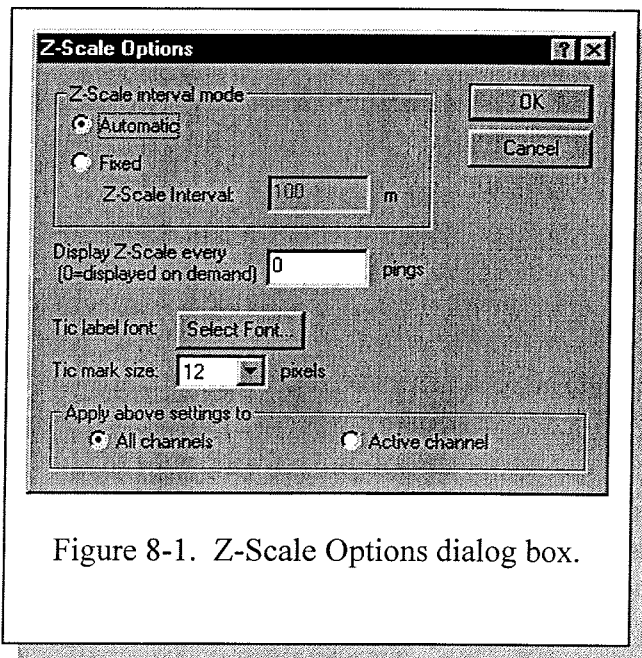 Z-Scale Options
Z-Scale interval mode
OK
Automatic
Cancel
Fixed
Z-Scale Interval: 100 m
Display Z-Scale every
(0=displayed on demand) 0 pings
Tic label font: Select Font...
Tic mark size: 12 pixels
Apply above settings to
All channels Active channel
Figure 8-1. Z-Scale Options dialog box.